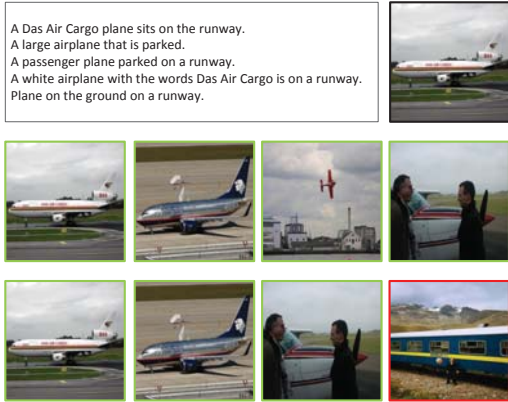 A Das Air Cargo plane sits on the runway.
A large airplane that is parked.
A passenger plane parked on a runway.
A white airplane with the words Das Air Cargo is on a runway.
Plane on the ground on a runway.